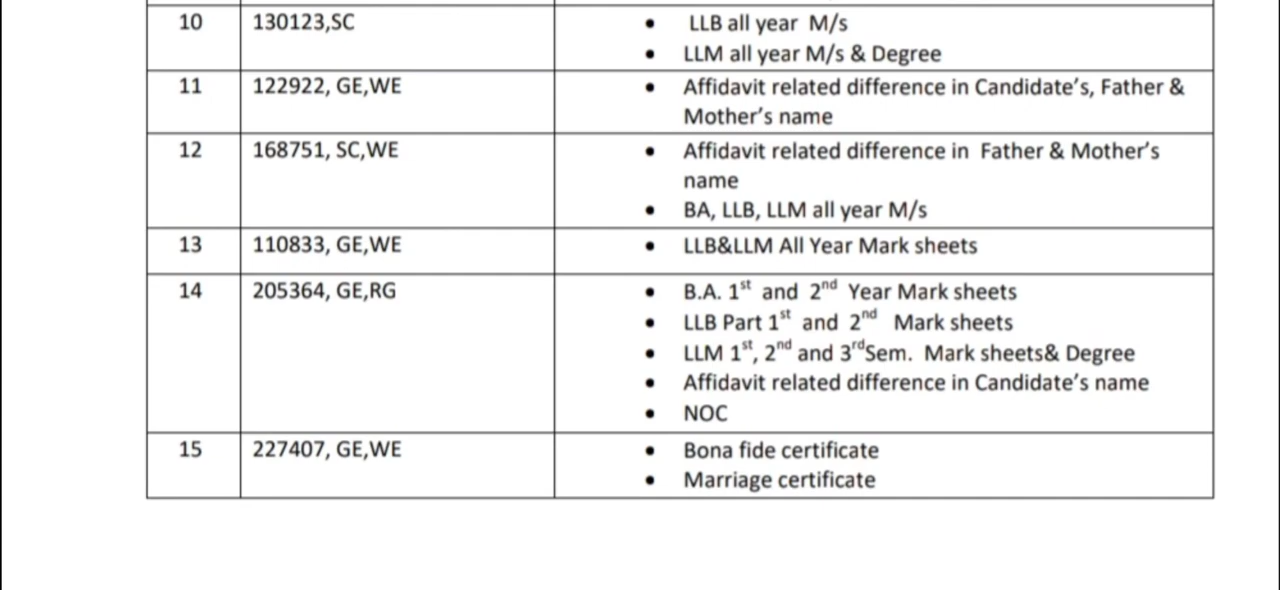 10 130123,SC • LLB all year M/s
• LLM all year M/s & Degree
11 122922, GE,WE • Affidavit related difference in Candidate’s, Father &
Mother’s name
12 168751, SC,WE • Affidavit related difference in Father & Mother’s
name
• BA, LLB, LLM all year M/s
13 110833, GE,WE • LLB&LLM All Year Mark sheets
14 205364, GE,RG • B.A. 1st and 2nd Year Mark sheets
• LLB Part 1st and 2nd Mark sheets
• LLM 1st, 2nd and 3rdSem. Mark sheets& Degree
• Affidavit related difference in Candidate’s name
• NOC
15 227407, GE,WE • Bona fide certificate
• Marriage certificate